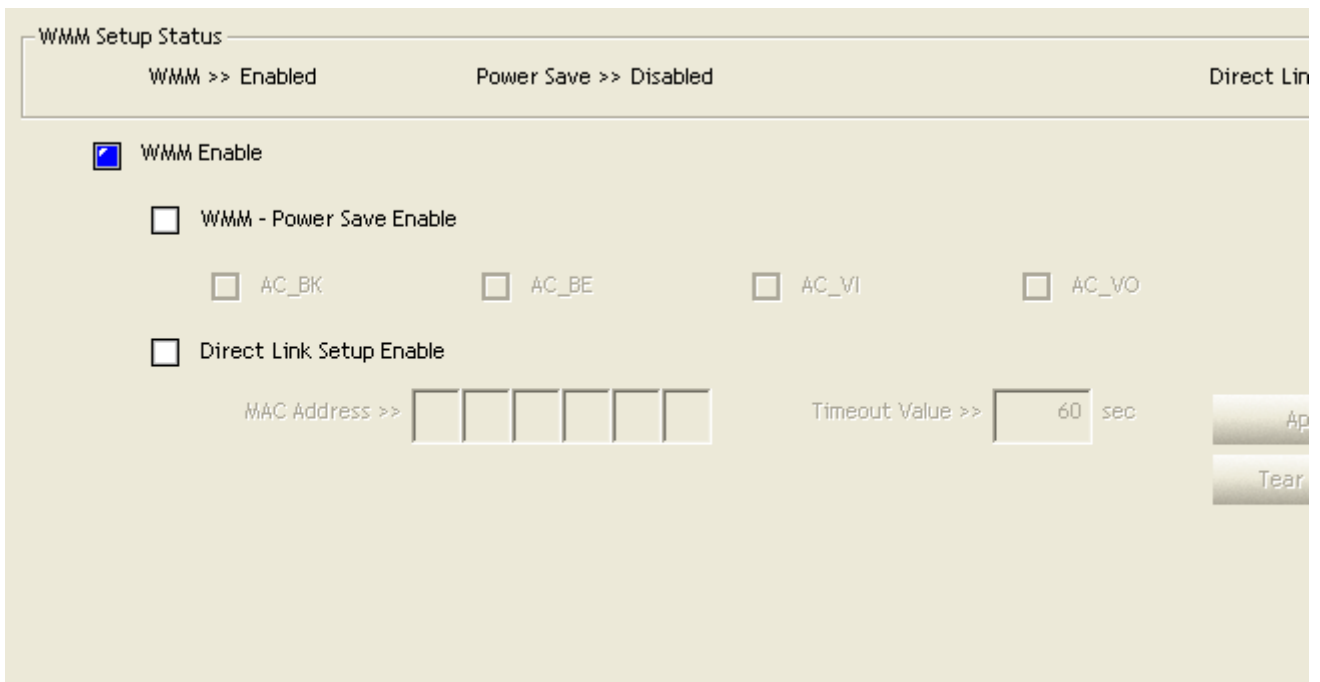 WMM Setup Status
WMM >> Enabled Power Save >> Disabled Direct Lin
WMM Enable
WMM - Power Save Enable
AC_BK AC_BE AC_VI AC_VO
Direct Link Setup Enable
MAC Address >> Timeout Value >> 60 sec
Ap
Tear